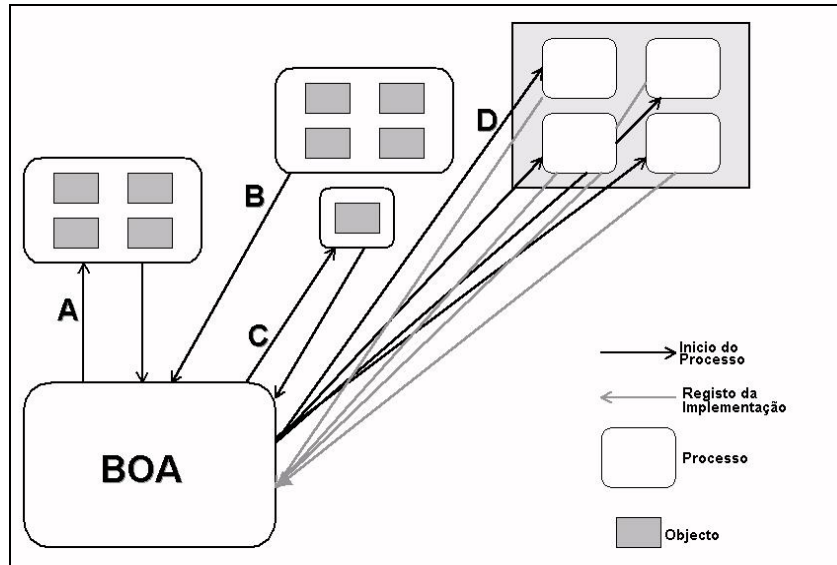 D
B
A
C
BOA
Inicio do
Processo
Registo da
Implementação
Processo
Objecto